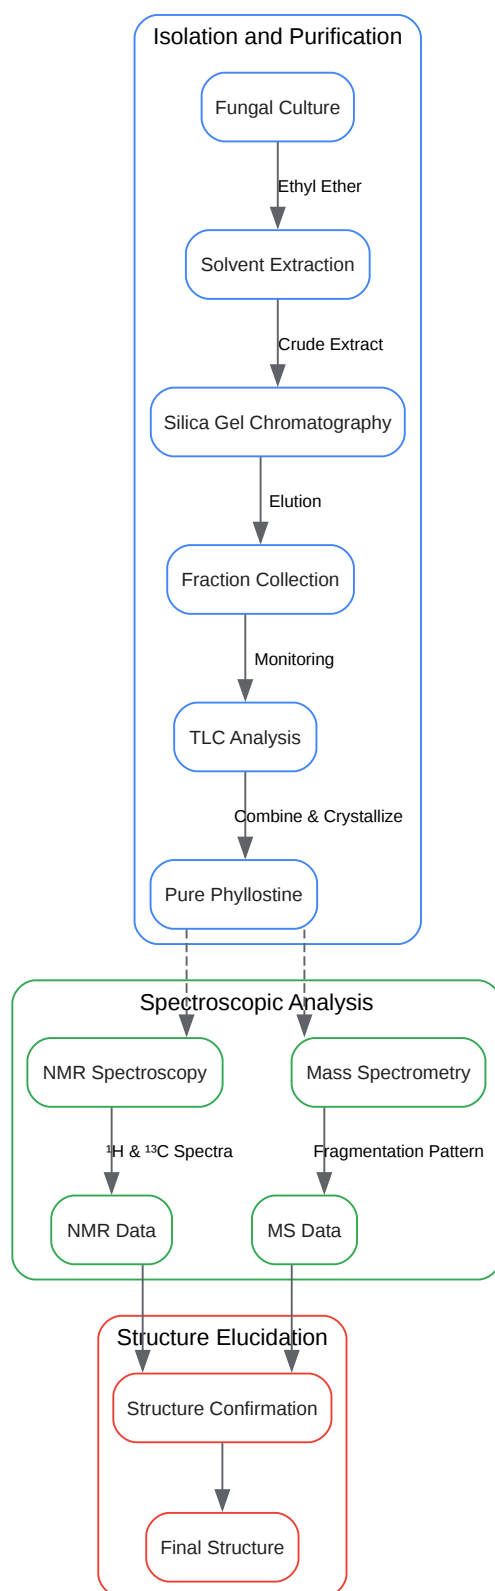 Isolation and Purification
Fungal Culture
Ethyl Ether
Solvent Extraction
Crude Extract
Silica Gel Chromatography
Elution
Fraction Collection
Monitoring
TLC Analysis
Combine & Crystallize
Pure Phyllostine
Spectroscopic Analysis
NMR Spectroscopy
Mass Spectrometry
¹H & ¹³C Spectra
Fragmentation Pattern
NMR Data
MS Data
Structure Elucidation
Structure Confirmation
Final Structure